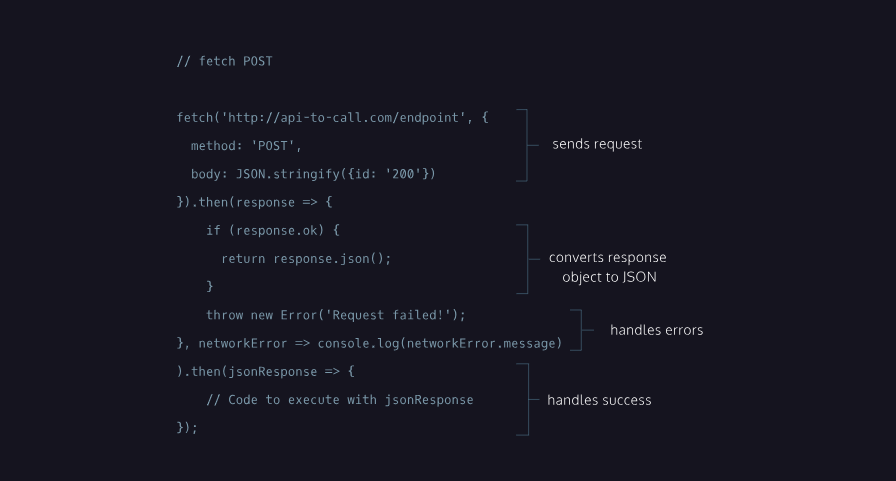 // fetch POST
fetch('http://api-to-call.com/endpoint', {
method: 'POST',
sends request
body: JSON.stringify({id: '200'})
}).then(response => {
if (response.ok) {
return response.json();
converts response
object to JSON
}
throw new Error('Request failed!');
handles errors
}, networkError => console.log(networkError.message)
).then(jsonResponse => {
// Code to execute with jsonResponse
handles success
});